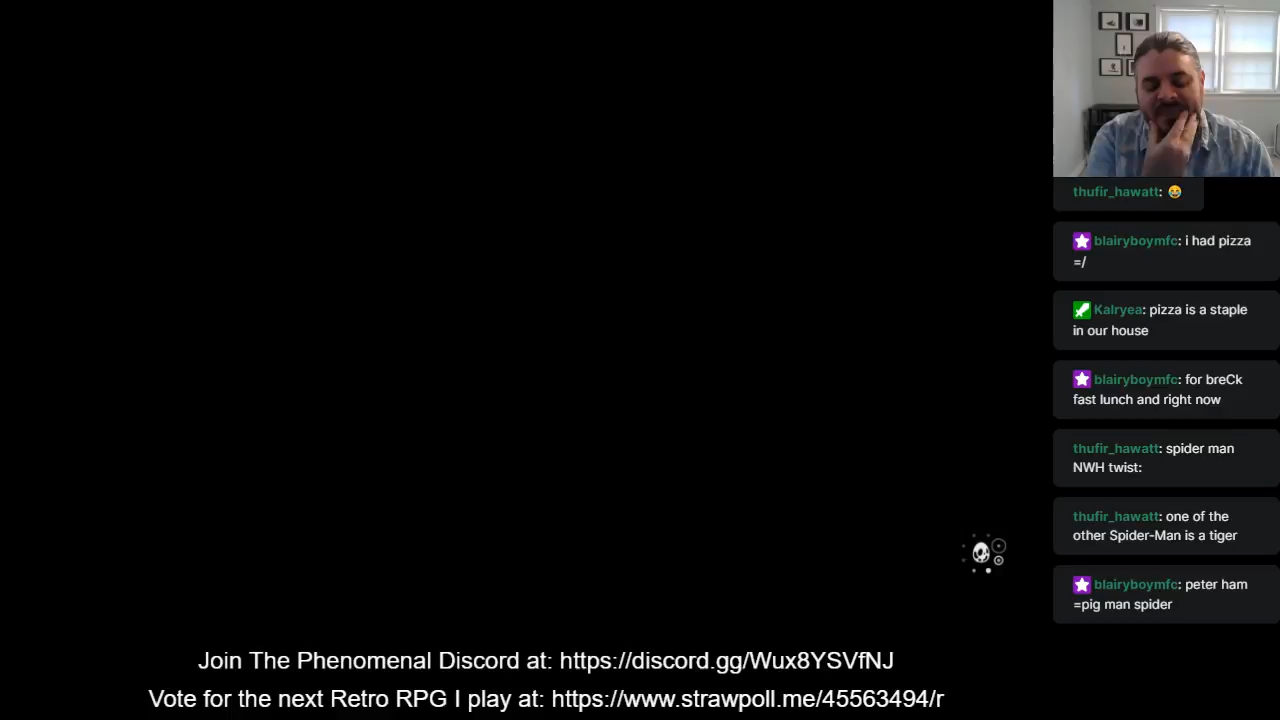 thufir_hawatt: 😂
blairyboymfc: i had pizza
=/
Kalryea: pizza is a staple
in our house
blairyboymfc: for breCk
fast lunch and right now
thufir_hawatt: spider man
NWH twist:
thufir_hawatt: one of the
other Spider-Man is a tiger
blairyboymfc: peter ham
=pig man spider
Join The Phenomenal Discord at: https://discord.gg/Wux8YSVfNJ
Vote for the next Retro RPG I play at: https://www.strawpoll.me/45563494/r